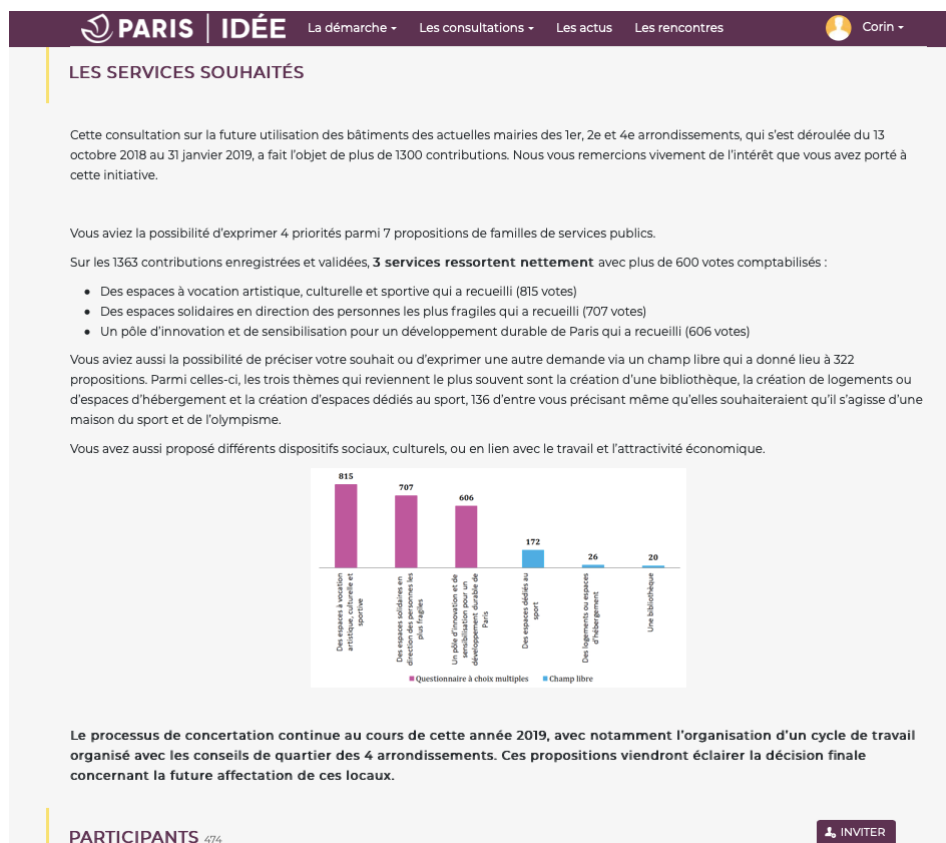 PARIS | IDÉE La démarche Les consultations Les actus Les rencontres Corin
LES SERVICES SOUHAITÉS
Cette consultation sur la future utilisation des bâtiments des actuelles mairies des 1er, 2e et 4e arrondissements, qui s'est déroulée du 13
octobre 2018 au 31 janvier 2019, a fait l'objet de plus de 1300 contributions. Nous vous remercions vivement de l'intérêt que vous avez porté à
cette initiative.
Vous aviez la possibilité d'exprimer 4 priorités parmi 7 propositions de familles de services publics.
Sur les 1363 contributions enregistrées et validées, 3 services ressortent nettement avec plus de 600 votes comptabilisés :
• Des espaces à vocation artistique, culturelle et sportive qui a recueilli (815 votes)
• Des espaces solidaires en direction des personnes les plus fragiles qui a recueilli (707 votes)
• Un pôle d'innovation et de sensibilisation pour un développement durable de Paris qui a recueilli (606 votes)
Vous aviez aussi la possibilité de préciser votre souhait ou d'exprimer une autre demande via un champ libre qui a donné lieu à 322
propositions. Parmi celles-ci, les trois thèmes qui reviennent le plus souvent sont la création d'une bibliothèque, la création de logements ou
d'espaces d'hébergement et la création d'espaces dédiés au sport, 136 d'entre vous précisant même qu'elles souhaiteraient qu'il s'agisse d'une
maison du sport et de l'olympisme.
Vous avez aussi proposé différents dispositifs sociaux, culturels, ou en lien avec le travail et l'attractivité économique.
815
707
606
172
26
20
Des espaces à vocation
artistique, culturelle et
sportive
Des espaces solidaires en
direction des personnes les
plus fragiles
Un pôle d'innovation et de
sensibilisation pour un
développement durable de
Paris
Des espaces dédiés au
sport
Des logements ou espaces
d'hébergement
Une bibliothèque
Questionnaire à choix multiples Champ libre
Le processus de concertation continue au cours de cette année 2019, avec notamment l'organisation d'un cycle de travail
organisé avec les conseils de quartier des 4 arrondissements. Ces propositions viendront éclairer la décision finale
concernant la future affectation de ces locaux.
PARTICIPANTS 474
INVITER